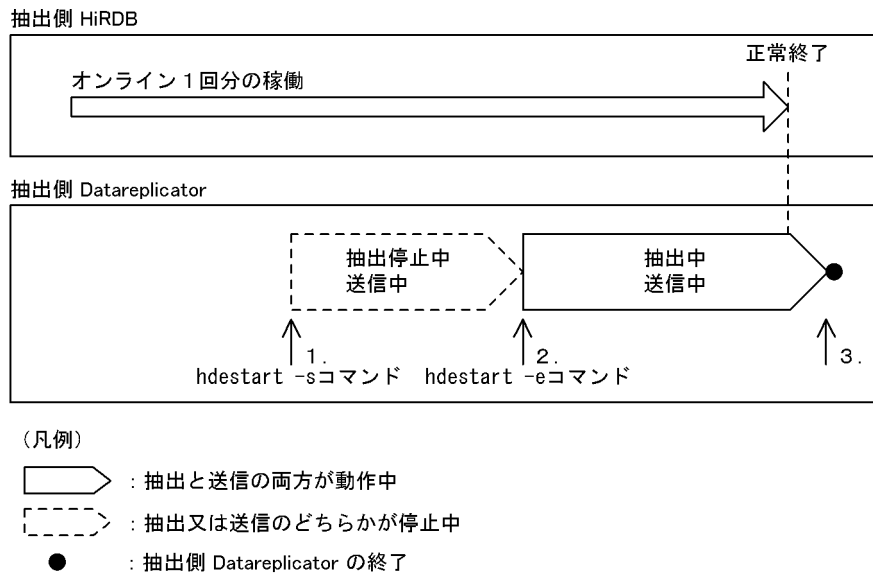 抽出側 HiRDB
正常終了
オンライン１回分の稼働
抽出側 Datareplicator
抽出停止中
送信中
抽出中
送信中
1.
2.
3.
hdestart -sコマンド
hdestart -eコマンド
（凡例）
：抽出と送信の両方が動作中
：抽出又は送信のどちらかが停止中
：抽出側 Datareplicator の終了